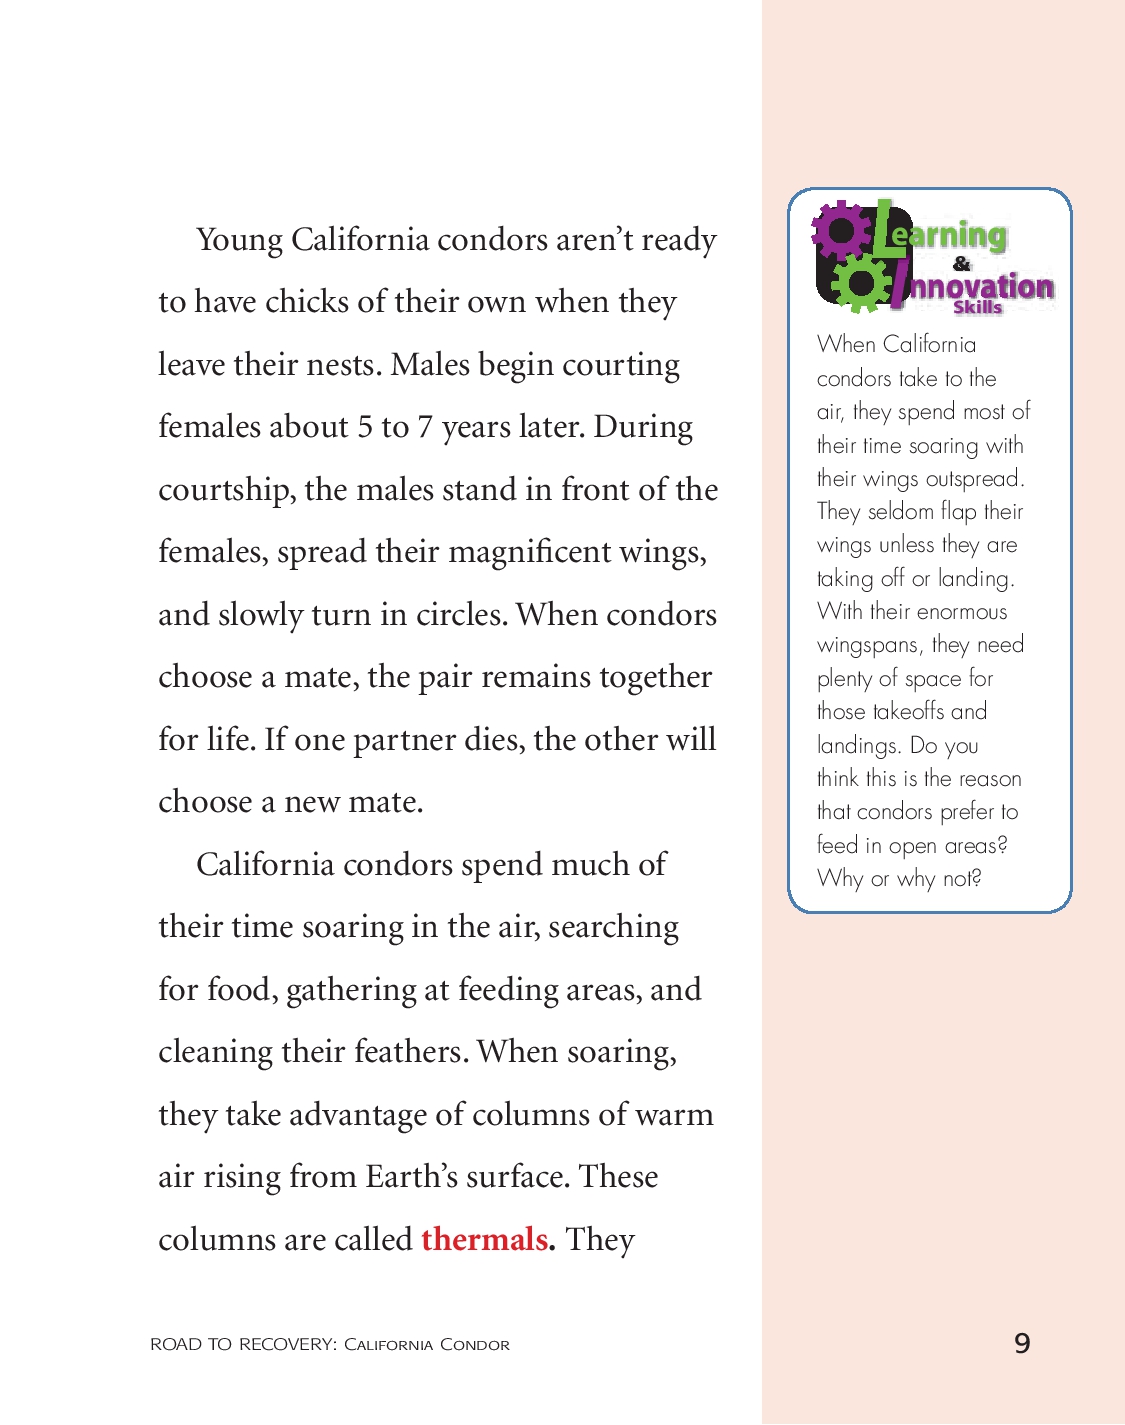 Young California condors aren’t ready
to have chicks of their own when they
leave their nests. Males begin courting
females about 5 to 7 years later. During
courtship, the males stand in front of the
females, spread their magnificent wings,
and slowly turn in circles. When condors
choose a mate, the pair remains together
for life. If one partner dies, the other will
choose a new mate.
California condors spend much of
their time soaring in the air, searching
for food, gathering at feeding areas, and
cleaning their feathers. When soaring,
they take advantage of columns of warm
air rising from Earth’s surface. These
columns are called thermals. They
Learning
&
Innovation
Skills
When California
condors take to the
air, they spend most of
their time soaring with
their wings outspread.
They seldom flap their
wings unless they are
taking off or landing.
With their enormous
wingspans, they need
plenty of space for
those takeoffs and
landings. Do you
think this is the reason
that condors prefer to
feed in open areas?
Why or why not?
ROAD TO RECOVERY: California Condor
9